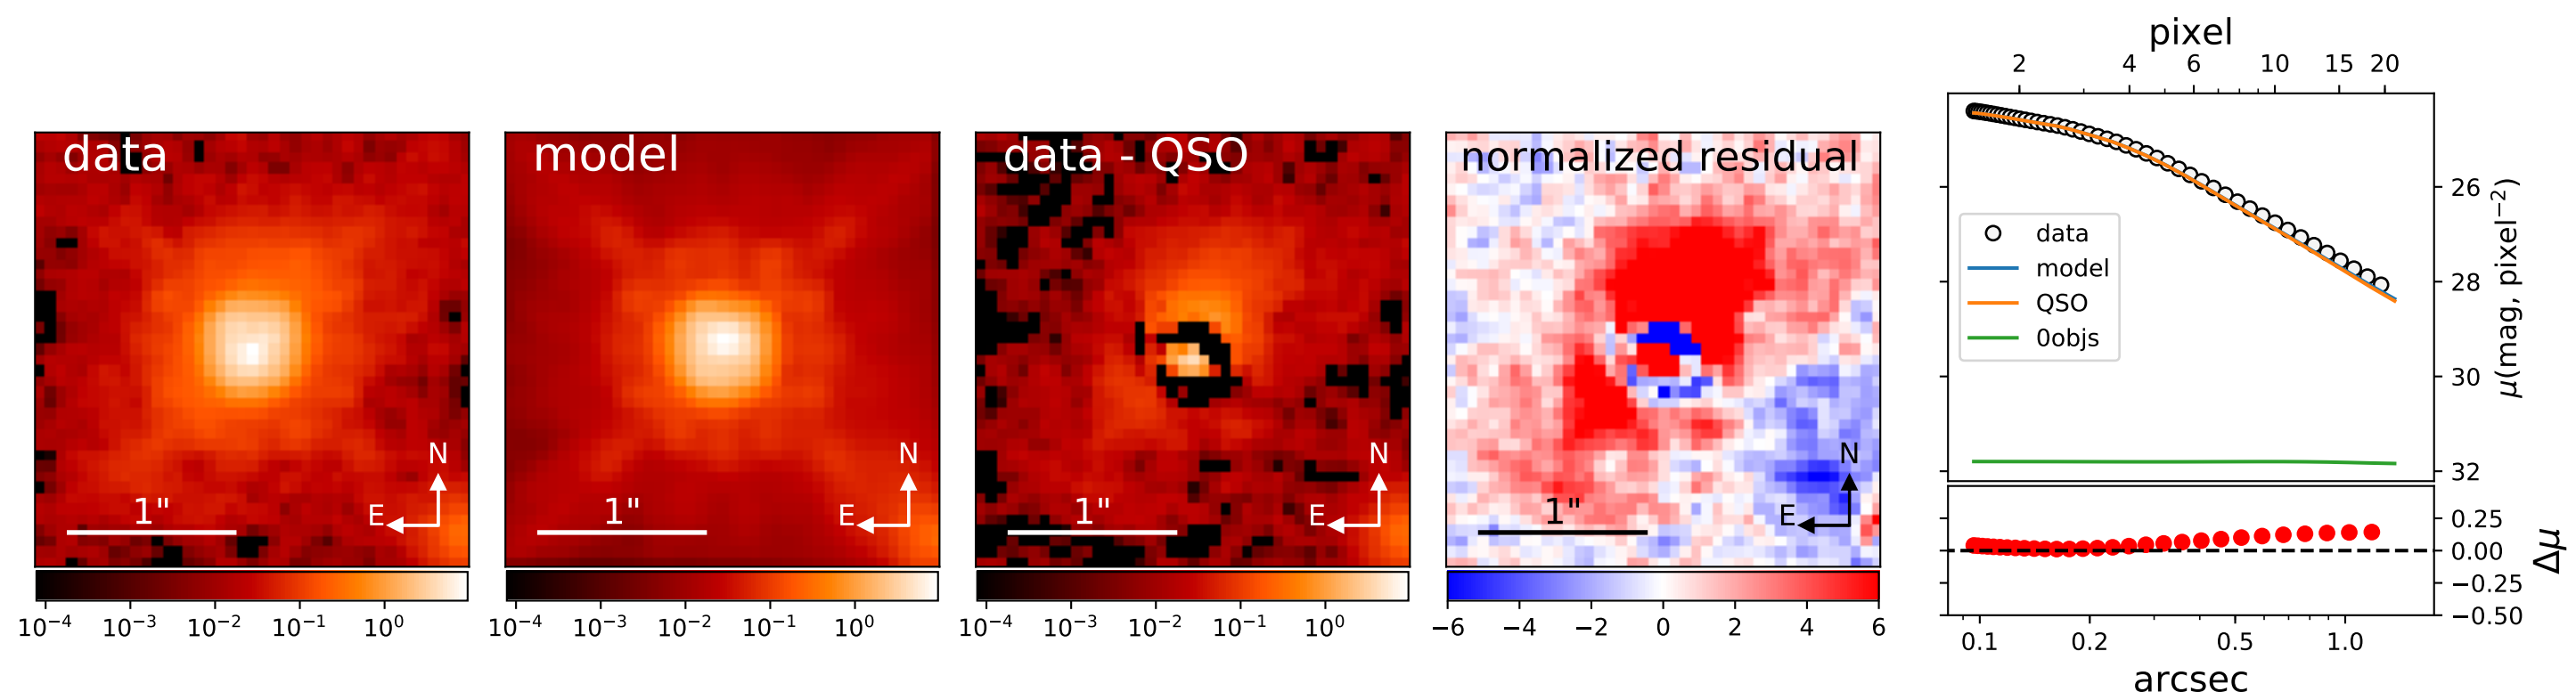 data
N
E
1"
10⁻⁴ 10⁻³ 10⁻² 10⁻¹ 10⁰
model
N
E
1"
10⁻⁴ 10⁻³ 10⁻² 10⁻¹ 10⁰
data - QSO
N
E
1"
10⁻⁴ 10⁻³ 10⁻² 10⁻¹ 10⁰
normalized residual
N
E
1"
−6 −4 −2 0 2 4 6
pixel
2 4 6 10 15 20
data
model
QSO
0objs
26
28
30
32
μ(mag, pixel⁻²)
0.25
0.00
−0.25
−0.50
Δμ
0.1 0.2 0.5 1.0
arcsec